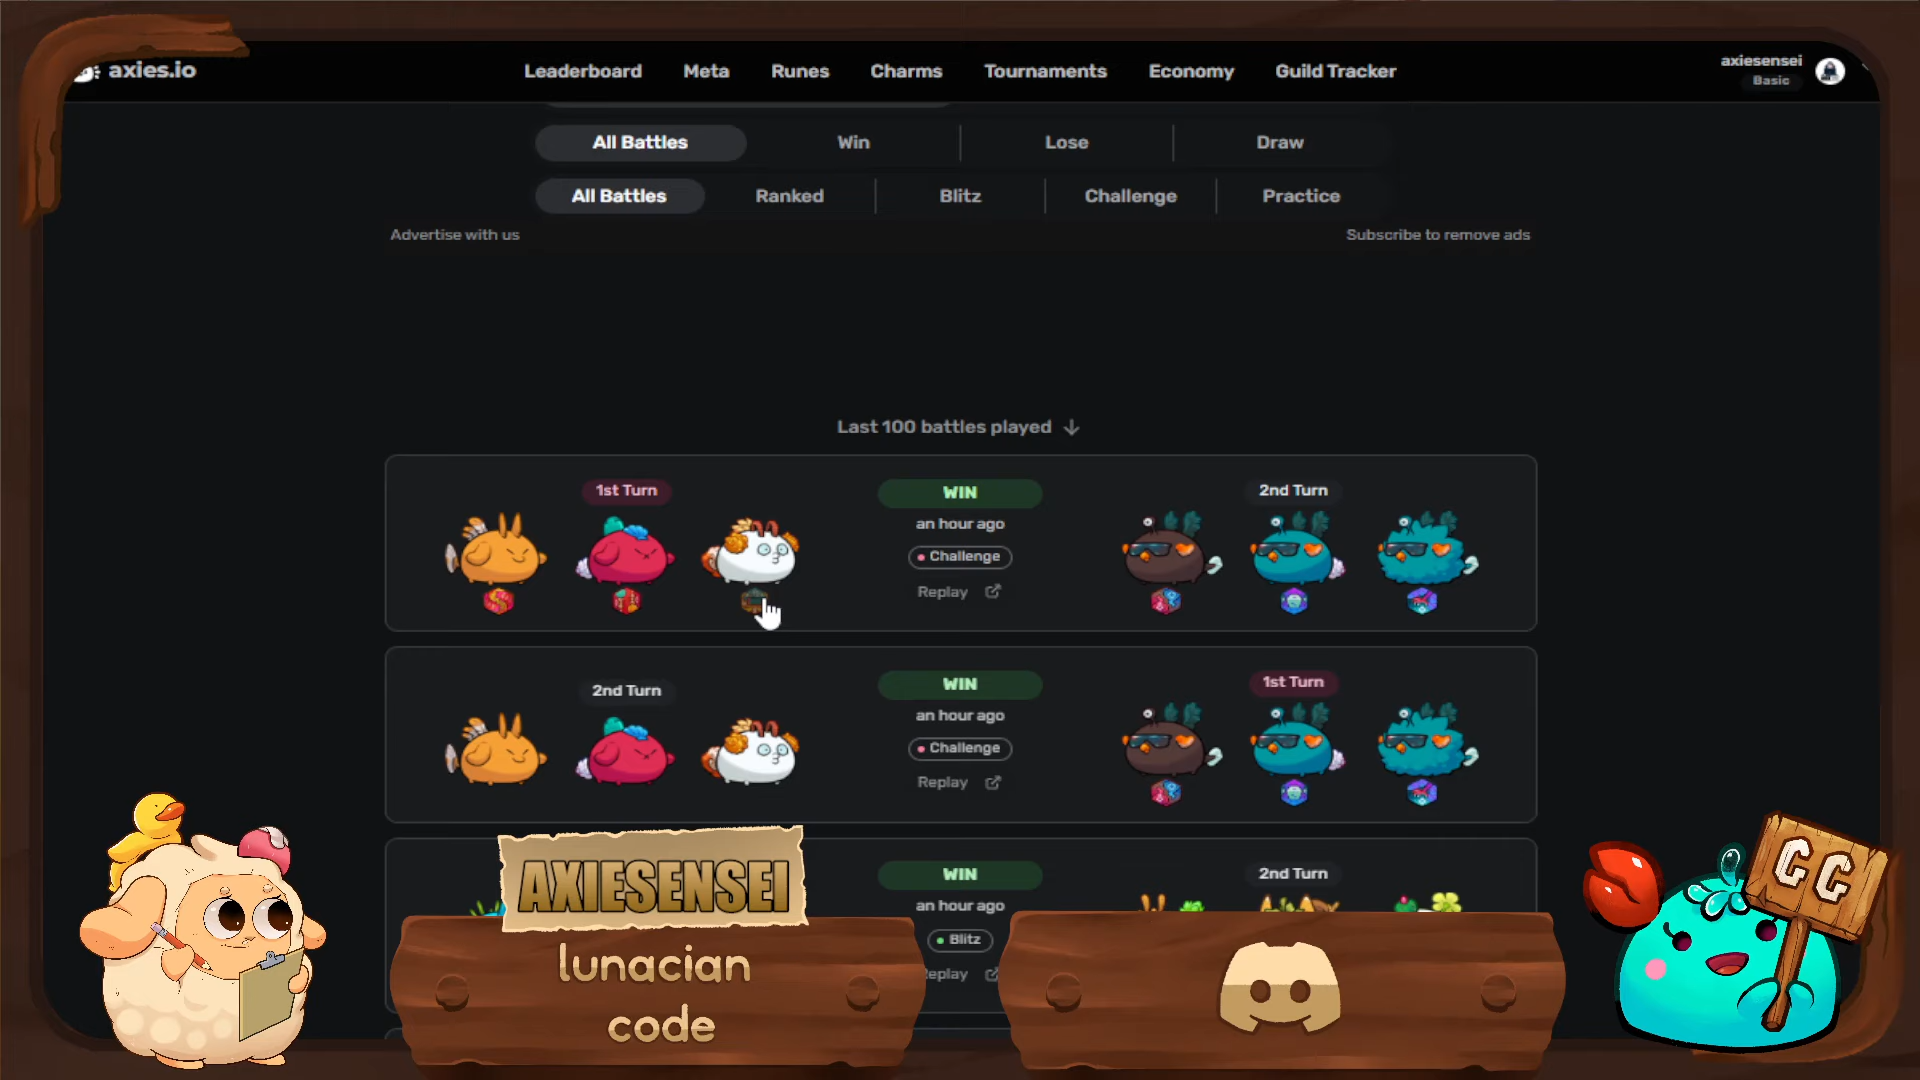 axies.io
Leaderboard
Meta
Runes
Charms
Tournaments
Economy
Guild Tracker
axiesensei
Basic
All Battles
Win
Lose
Draw
All Battles
Ranked
Blitz
Challenge
Practice
Advertise with us
Subscribe to remove ads
Last 100 battles played
1st Turn
WIN
2nd Turn
an hour ago
Challenge
Replay
2nd Turn
WIN
1st Turn
an hour ago
Challenge
Replay
WIN
2nd Turn
an hour ago
Blitz
eplay
AXIESENSEI
lunacian
code
CC